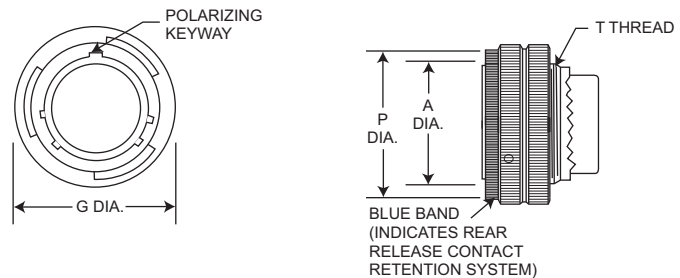 POLARIZING
KEYWAY
G DIA.
T THREAD
P
DIA.
A
DIA.
BLUE BAND
(INDICATES REAR
RELEASE CONTACT
RETENTION SYSTEM)